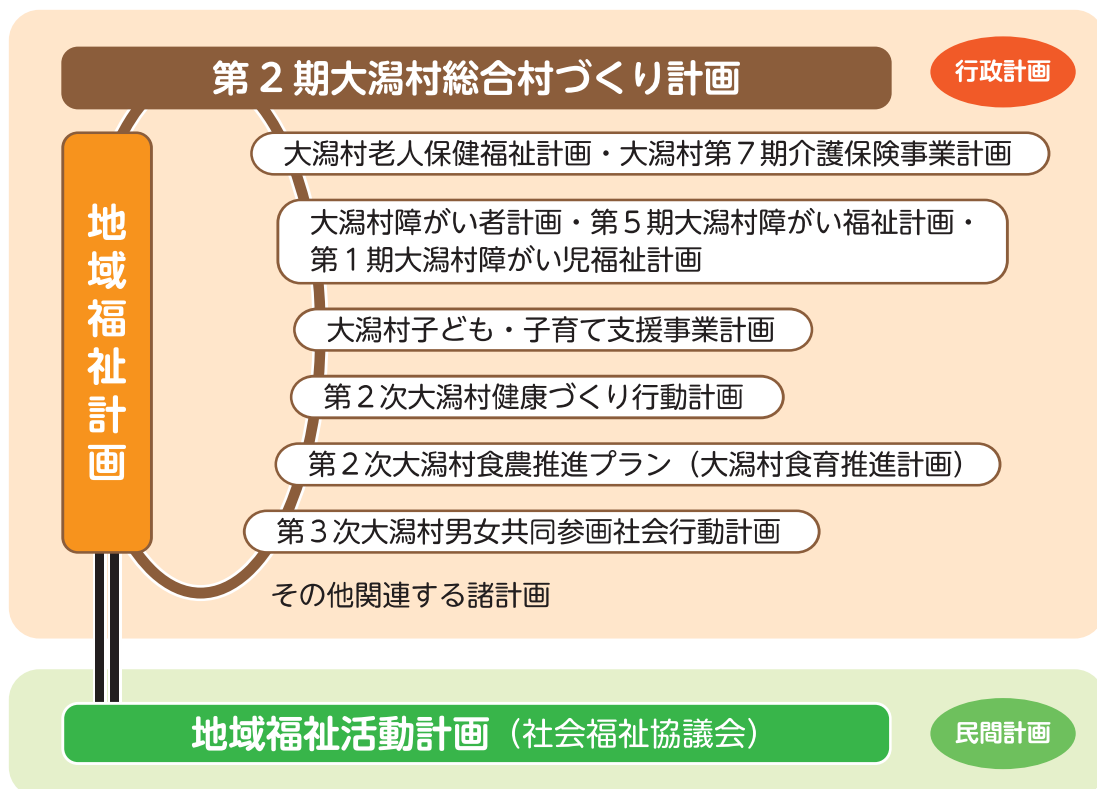 第２期大潟村総合村づくり計画
行政計画
地域福祉計画
大潟村老人保健福祉計画・大潟村第７期介護保険事業計画
大潟村障がい者計画・第５期大潟村障がい福祉計画・
第１期大潟村障がい児福祉計画
大潟村子ども・子育て支援事業計画
第２次大潟村健康づくり行動計画
第２次大潟村食農推進プラン（大潟村食育推進計画）
第３次大潟村男女共同参画社会行動計画
その他関連する諸計画
地域福祉活動計画（社会福祉協議会）
民間計画